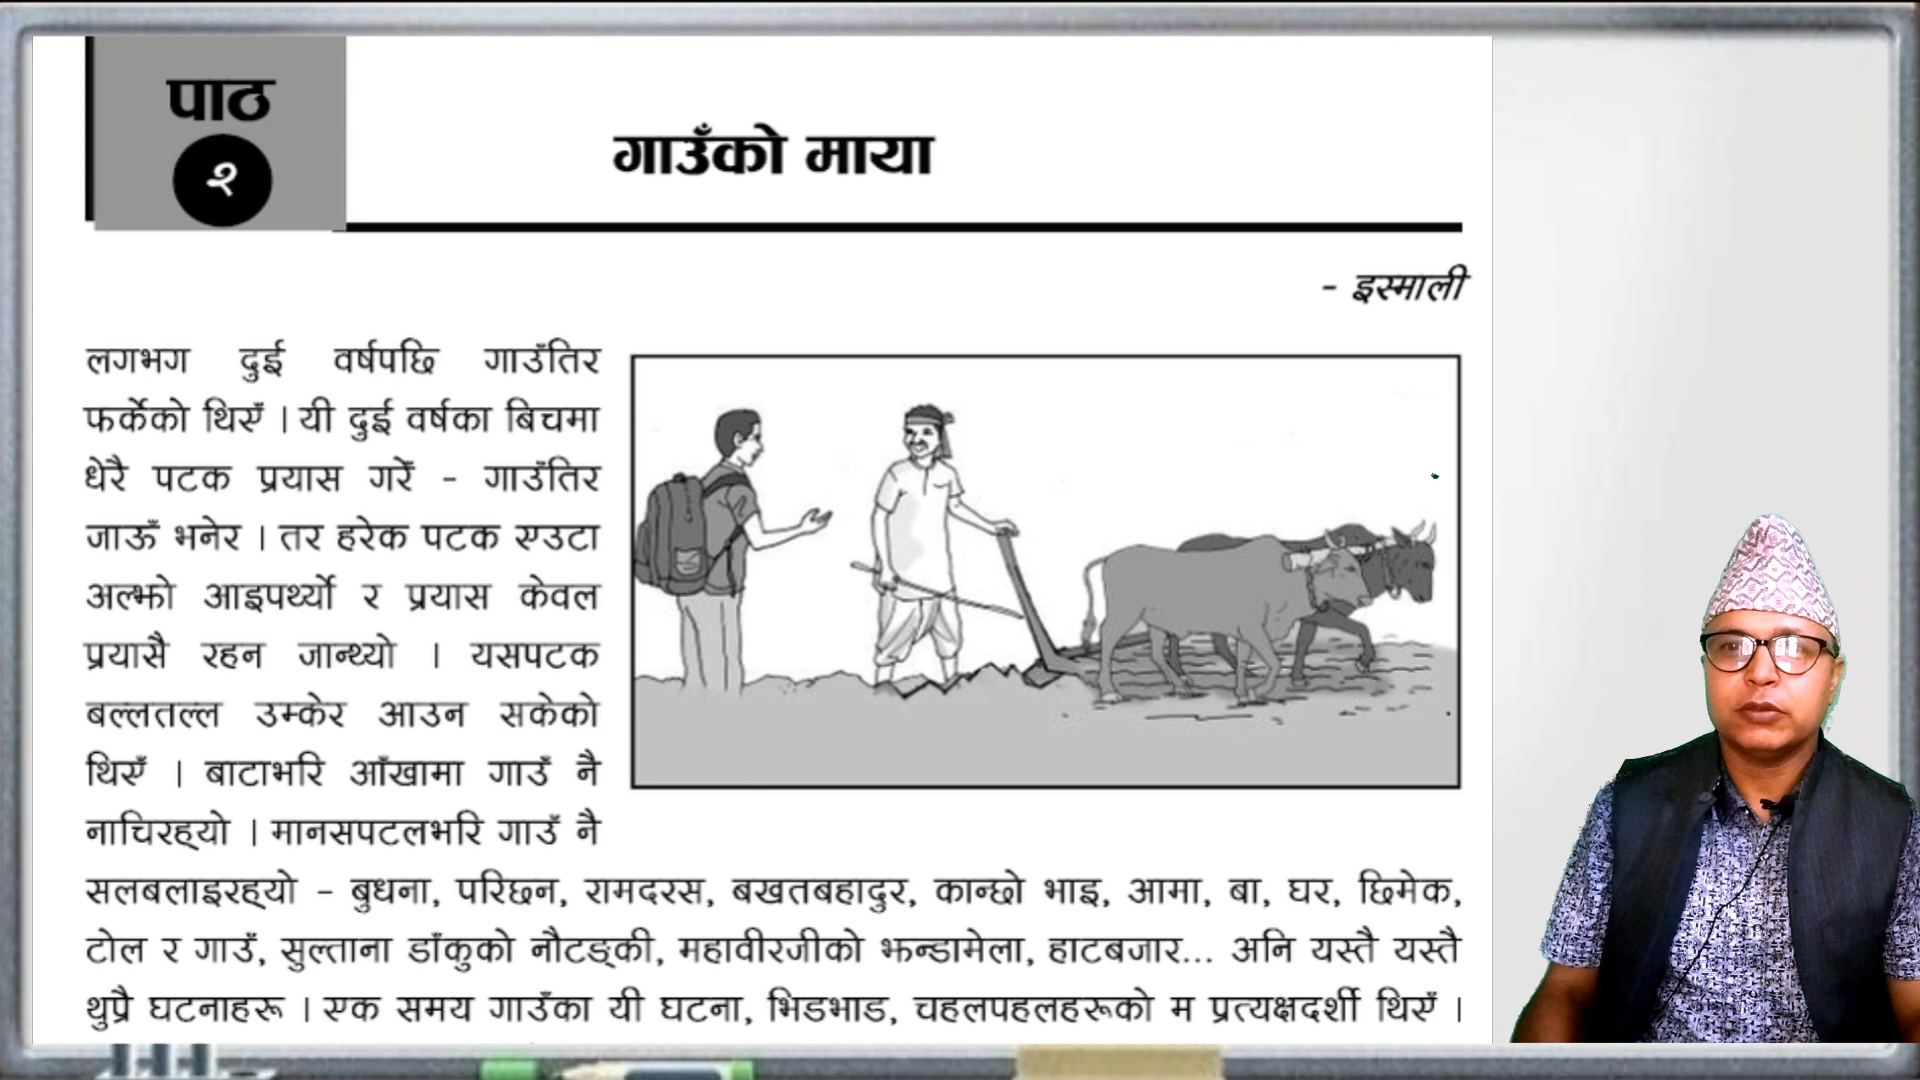 पाठ
२
गाउँको माया
- इस्माली
लगभग दुई वर्षपछि गाउँतिर
फर्केको थिएँ । यी दुई वर्षका बिचमा
धेरै पटक प्रयास गरेँ - गाउँतिर
जाऊँ भनेर । तर हरेक पटक एउटा
अल्झो आइपर्थ्यो र प्रयास केवल
प्रयासै रहन जान्थ्यो । यसपटक
बल्लतल्ल उम्केर आउन सकेको
थिएँ । बाटाभरि आँखामा गाउँ नै
नाचिरह्यो । मानसपटलभरि गाउँ नै
सलबलाइरह्यो - बुधना, परिछन, रामदरस, बखतबहादुर, कान्छो भाइ, आमा, बा, घर, छिमेक,
टोल र गाउँ, सुल्ताना डाँकुको नौटङ्की, महावीरजीको झन्डामेला, हाटबजार... अनि यस्तै यस्तै
थुप्रै घटनाहरू । एक समय गाउँका यी घटना, भिडभाड, चहलपहलहरूको म प्रत्यक्षदर्शी थिएँ ।